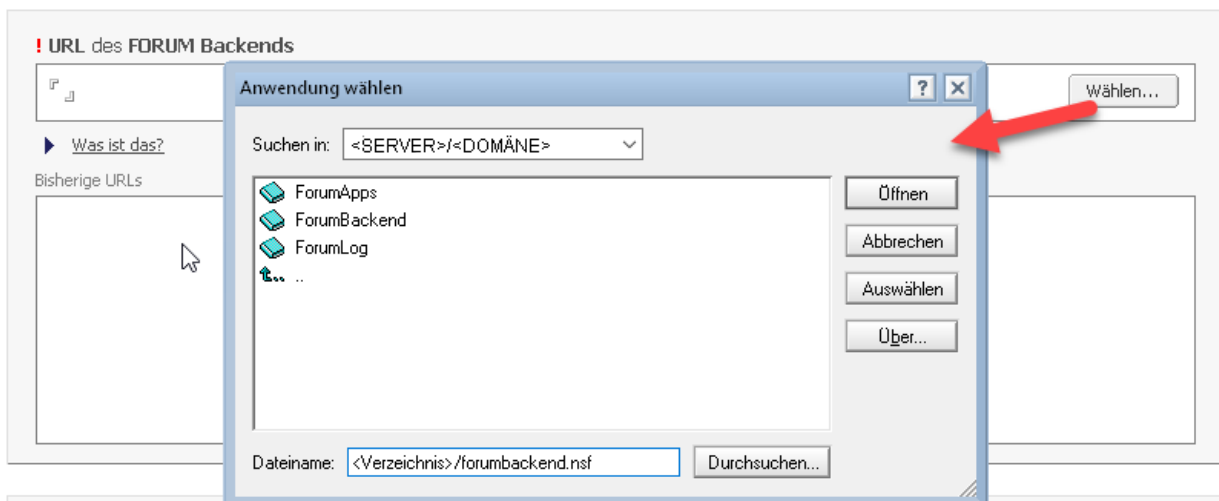 ! URL des FORUM Backends
Anwendung wählen
Wählen...
Was ist das?
Suchen in: <SERVER>/<DOMÄNE>
Bisherige URLs
ForumApps
ForumBackend
ForumLog
..
Öffnen
Abbrechen
Auswählen
Über...
Dateiname: <Verzeichnis>/forumbackend.nsf
Durchsuchen...